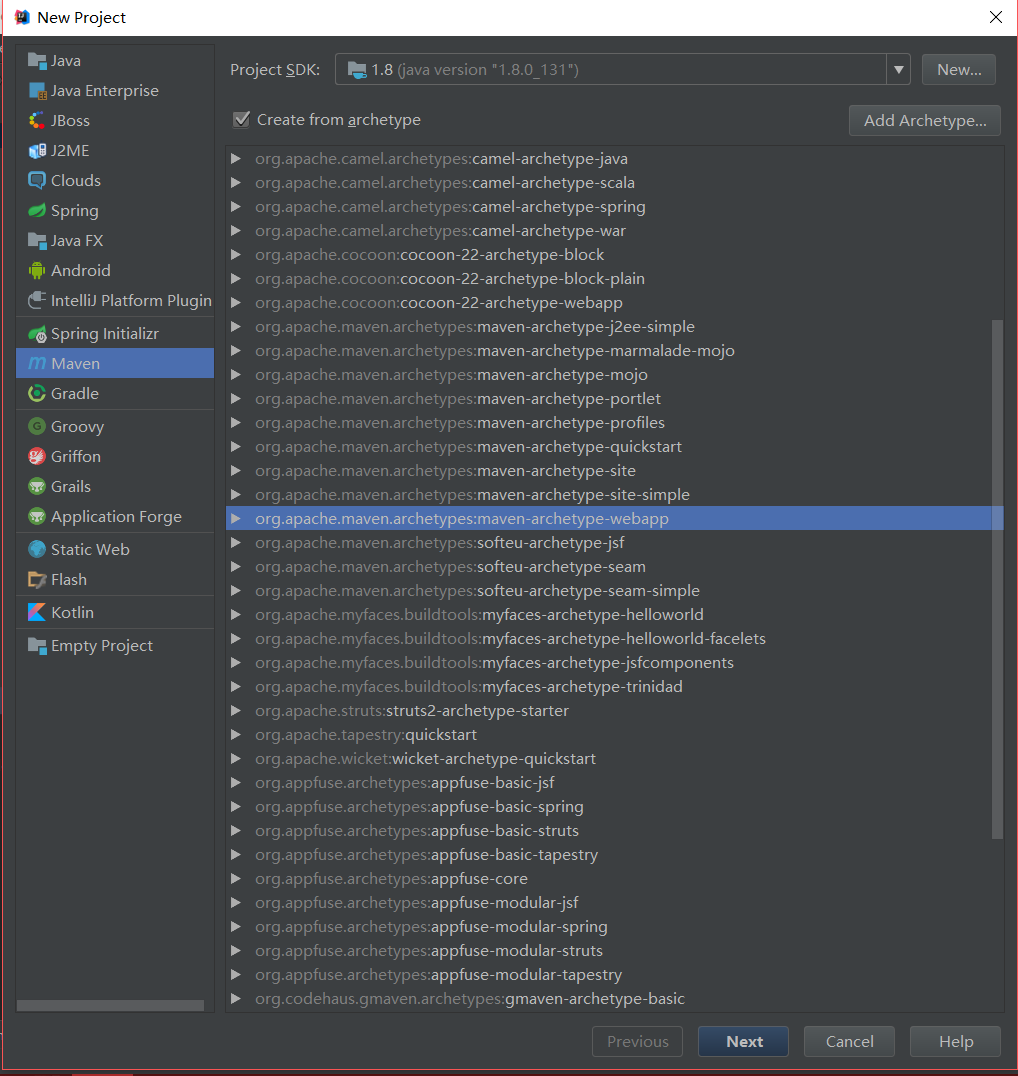 New Project
Java
Java Enterprise
JBoss
J2ME
Clouds
Spring
Java FX
Android
IntelliJ Platform Plugin
Spring Initializr
Maven
Gradle
Groovy
Griffon
Grails
Application Forge
Static Web
Flash
Kotlin
Empty Project
Project SDK: 1.8 (java version "1.8.0_131") New...
Create from archetype Add Archetype...
org.apache.camel.archetypes:camel-archetype-java
org.apache.camel.archetypes:camel-archetype-scala
org.apache.camel.archetypes:camel-archetype-spring
org.apache.camel.archetypes:camel-archetype-war
org.apache.cocoon:cocoon-22-archetype-block
org.apache.cocoon:cocoon-22-archetype-block-plain
org.apache.cocoon:cocoon-22-archetype-webapp
org.apache.maven.archetypes:maven-archetype-j2ee-simple
org.apache.maven.archetypes:maven-archetype-marmalade-mojo
org.apache.maven.archetypes:maven-archetype-mojo
org.apache.maven.archetypes:maven-archetype-portlet
org.apache.maven.archetypes:maven-archetype-profiles
org.apache.maven.archetypes:maven-archetype-quickstart
org.apache.maven.archetypes:maven-archetype-site
org.apache.maven.archetypes:maven-archetype-site-simple
org.apache.maven.archetypes:maven-archetype-webapp
org.apache.maven.archetypes:softeu-archetype-jsf
org.apache.maven.archetypes:softeu-archetype-seam
org.apache.maven.archetypes:softeu-archetype-seam-simple
org.apache.myfaces.buildtools:myfaces-archetype-helloworld
org.apache.myfaces.buildtools:myfaces-archetype-helloworld-facelets
org.apache.myfaces.buildtools:myfaces-archetype-jsfcomponents
org.apache.myfaces.buildtools:myfaces-archetype-trinidad
org.apache.struts:struts2-archetype-starter
org.apache.tapestry:quickstart
org.apache.wicket:wicket-archetype-quickstart
org.appfuse.archetypes:appfuse-basic-jsf
org.appfuse.archetypes:appfuse-basic-spring
org.appfuse.archetypes:appfuse-basic-struts
org.appfuse.archetypes:appfuse-basic-tapestry
org.appfuse.archetypes:appfuse-core
org.appfuse.archetypes:appfuse-modular-jsf
org.appfuse.archetypes:appfuse-modular-spring
org.appfuse.archetypes:appfuse-modular-struts
org.appfuse.archetypes:appfuse-modular-tapestry
org.codehaus.gmaven.archetypes:gmaven-archetype-basic
Previous Next Cancel Help